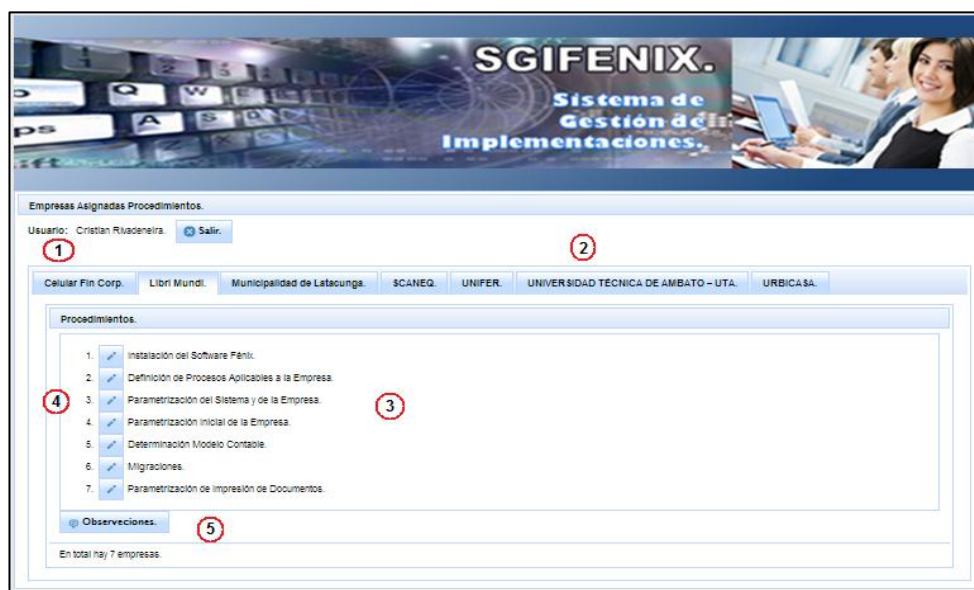 SGIFENIX.
Sistema de
Gestión de
Implementaciones.
Empresas Asignadas Procedimientos.
Usuario: Cristian Rivadeneira. Salir.
1
2
Celular Fin Corp. Libri Mundi. Municipalidad de Latacunga. SCANEQ. UNIFER. UNIVERSIDAD TÉCNICA DE AMBATO – UTA. URBICASA.
Procedimientos.
1. Instalación del Software Fénix.
2. Definición de Procesos Aplicables a la Empresa.
4 3. Parametrización del Sistema y de la Empresa. 3
4. Parametrización Inicial de la Empresa.
5. Determinación Modelo Contable.
6. Migraciones.
7. Parametrización de Impresión de Documentos.
Observeciones. 5
En total hay 7 empresas.